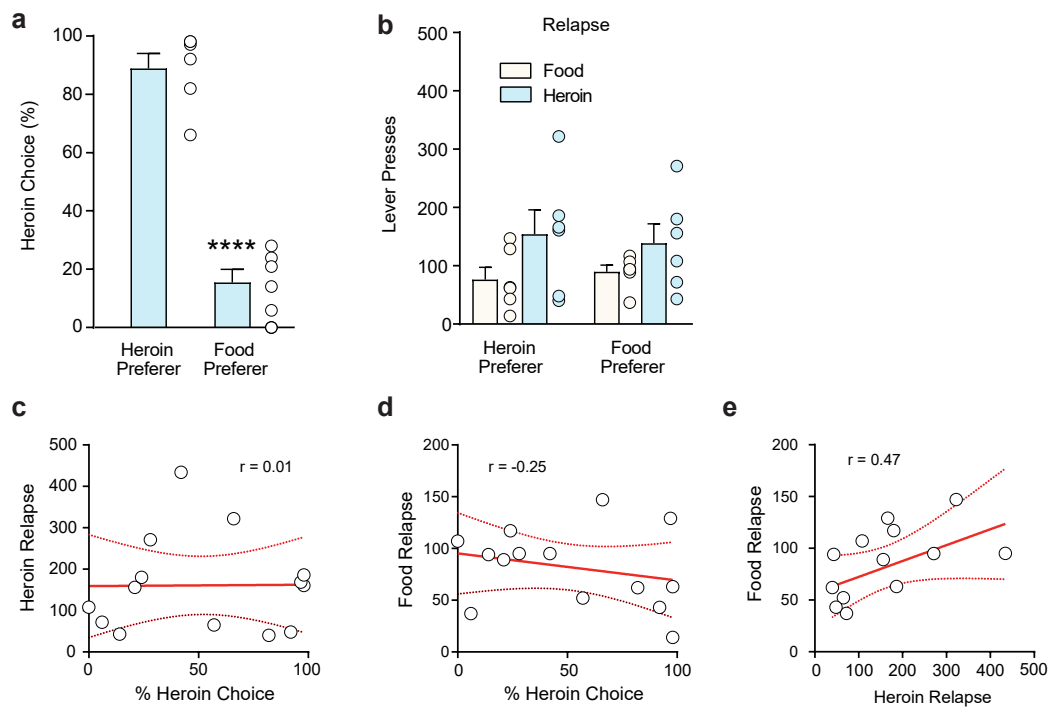 a
100
80
60
40
20
0
Heroin Choice (%)
****
Heroin
Preferer
Food
Preferer
b
Relapse
500
400
300
200
100
0
Lever Presses
Food
Heroin
Heroin
Preferer
Food
Preferer
c
500
400
300
200
100
0
Heroin Relapse
r = 0.01
0
50
100
% Heroin Choice
d
200
150
100
50
0
Food Relapse
r = -0.25
0
50
100
% Heroin Choice
e
200
150
100
50
0
Food Relapse
r = 0.47
0
100
200
300
400
500
Heroin Relapse